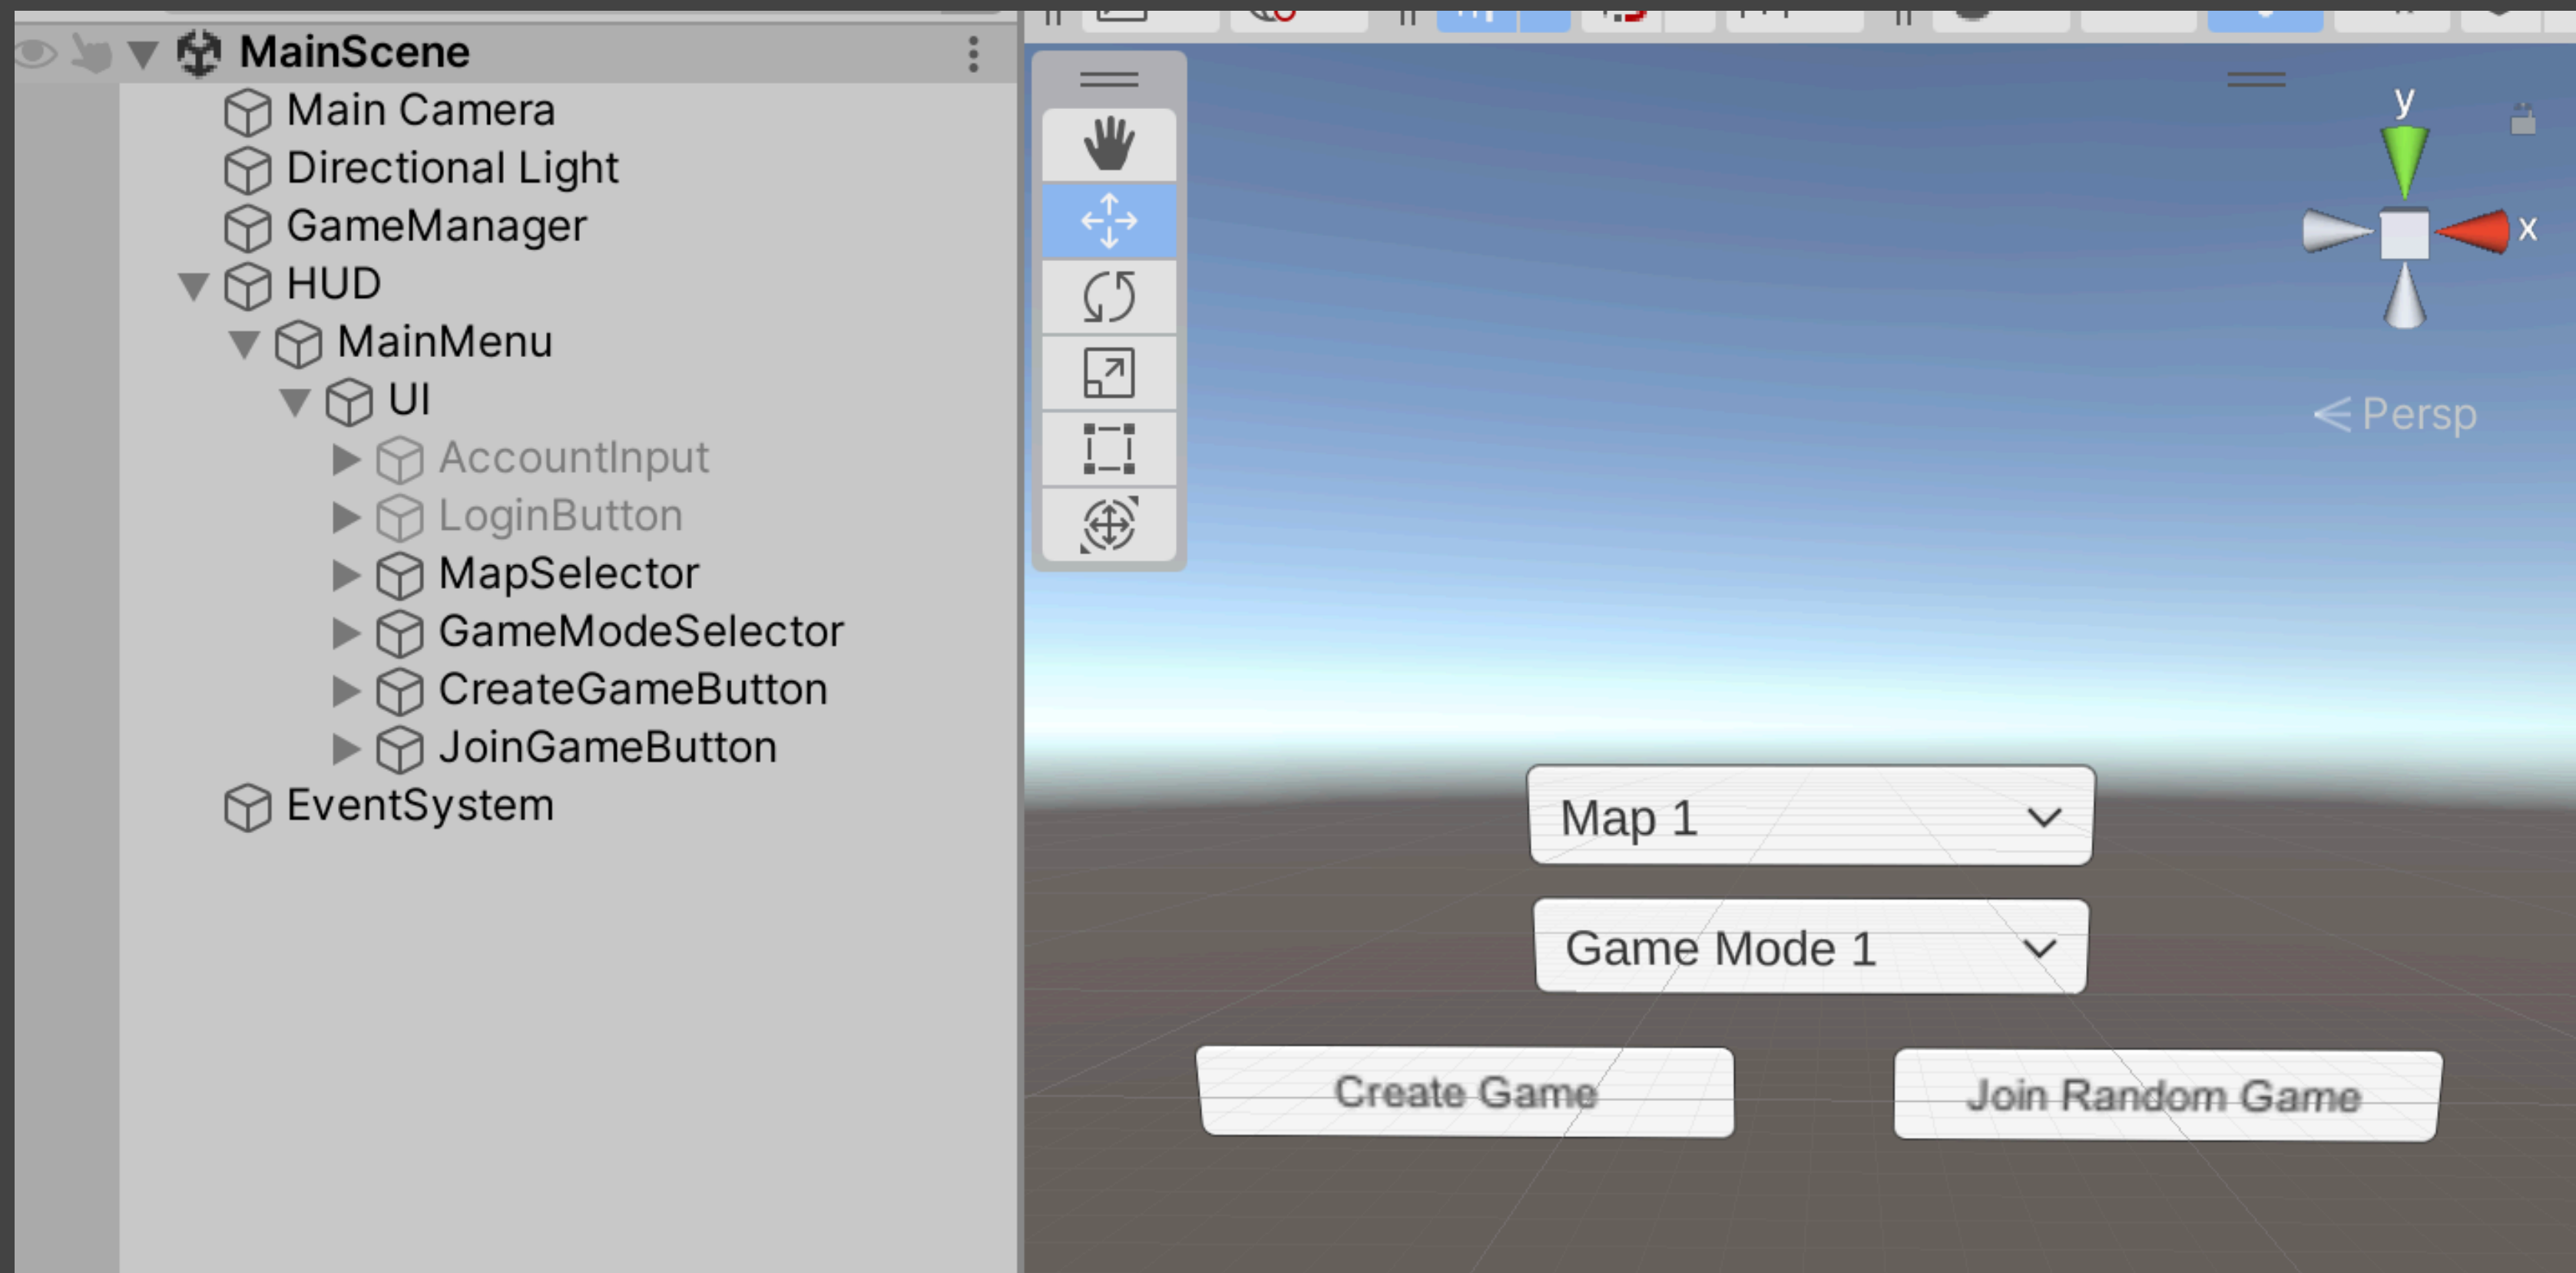 MainScene
Main Camera
Directional Light
GameManager
HUD
MainMenu
UI
AccountInput
LoginButton
MapSelector
GameModeSelector
CreateGameButton
JoinGameButton
EventSystem
y
x
Persp
Map 1
Game Mode 1
Create Game
Join Random Game